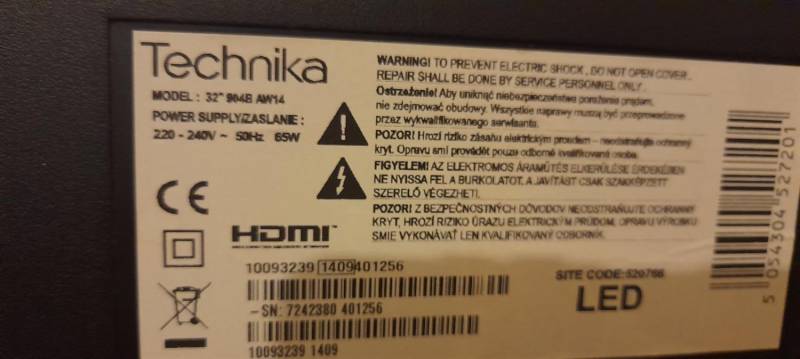 Technika
MODEL : 32" 904B AW14
POWER SUPPLY/ZASLANIE :
220 - 240V ~ 50Hz 65W
WARNING! TO PREVENT ELECTRIC SHOCK , DO NOT OPEN COVER .
REPAIR SHALL BE DONE BY SERVICE PERSONNEL ONLY .
Ostrzeżenie! Aby uniknąć niebezpieczeństwa porażenia prądem,
nie zdejmować obudowy. Wszystkie naprawy muszą być przeprowadzone
przez wykwalifikowanego serwisu.
POZOR! Hrozí riziko zásahu elektrickým proudem – neodstraňujte ochranný
kryt. Opravu smí provádět pouze odborně kvalifikovaná osoba.
FIGYELEM! AZ ELEKTROMOS ÁRAMÜTÉS ELKERÜLÉSE ÉRDEKÉBEN
NE NYISSA FEL A BURKOLATOT. A JAVÍTÁST CSAK SZAKKÉPZETT
SZERELŐ VÉGEZHETI.
POZOR! Z BEZPEČNOSTNÝCH DÔVODOV NEODSTRAŇUJTE OCHRANNÝ
KRYT, HROZÍ RIZIKO ÚRAZU ELEKTRICKÝM PRÚDOM. OPRAVU VÝROBKU
SMIE VYKONÁVAŤ LEN KVALIFIKOVANÝ ODBORNÍK.
CE
HDMI
10093239 1409 401256
SITE CODE:520766
LED
-SN: 7242380 401256
10093239 1409
5 054304 527201